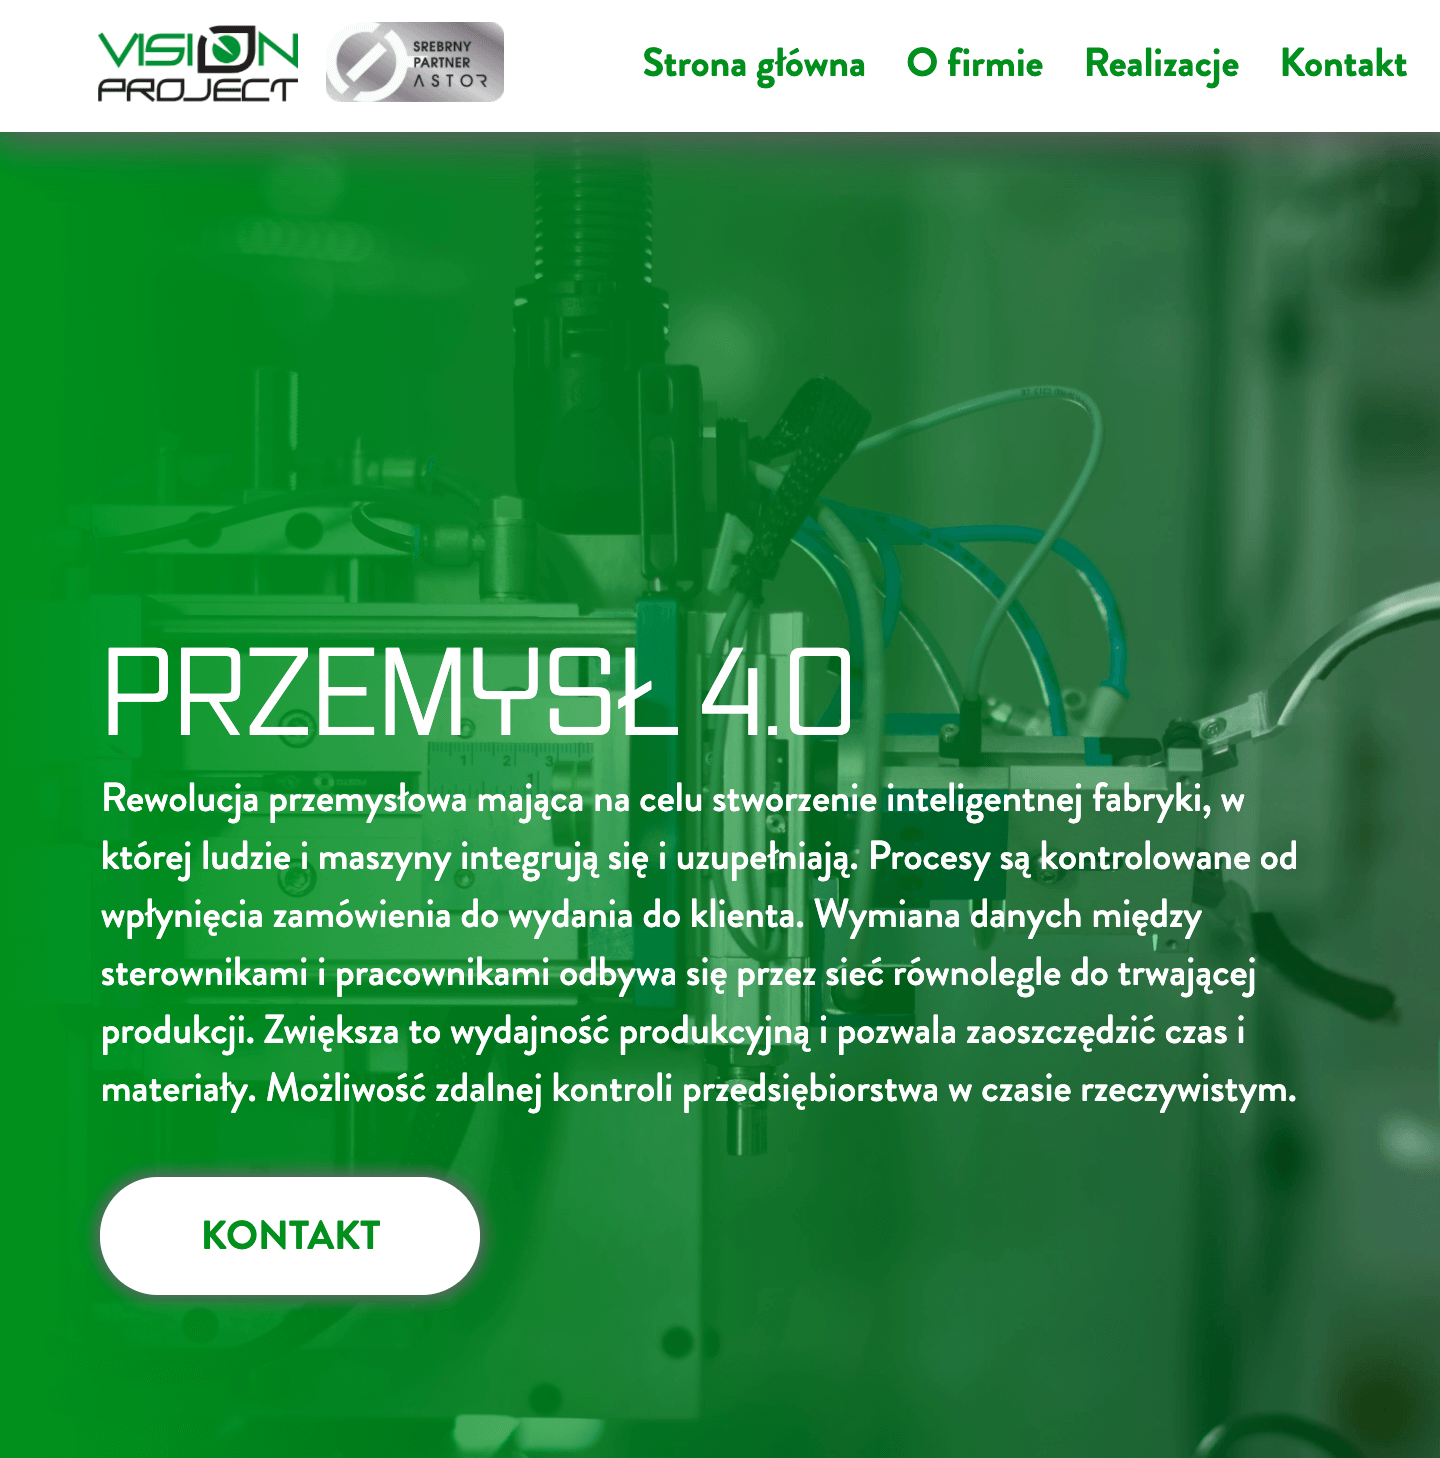 VISION
PROJECT
SREBRNY
PARTNER
ASTOR
Strona główna
O firmie
Realizacje
Kontakt
PRZEMYSŁ 4.0
1 2 3
Rewolucja przemysłowa mająca na celu stworzenie inteligentnej fabryki, w
której ludzie i maszyny integrują się i uzupełniają. Procesy są kontrolowane od
wpłynięcia zamówienia do wydania do klienta. Wymiana danych między
sterownikami i pracownikami odbywa się przez sieć równolegle do trwającej
produkcji. Zwiększa to wydajność produkcyjną i pozwala zaoszczędzić czas i
materiały. Możliwość zdalnej kontroli przedsiębiorstwa w czasie rzeczywistym.
KONTAKT